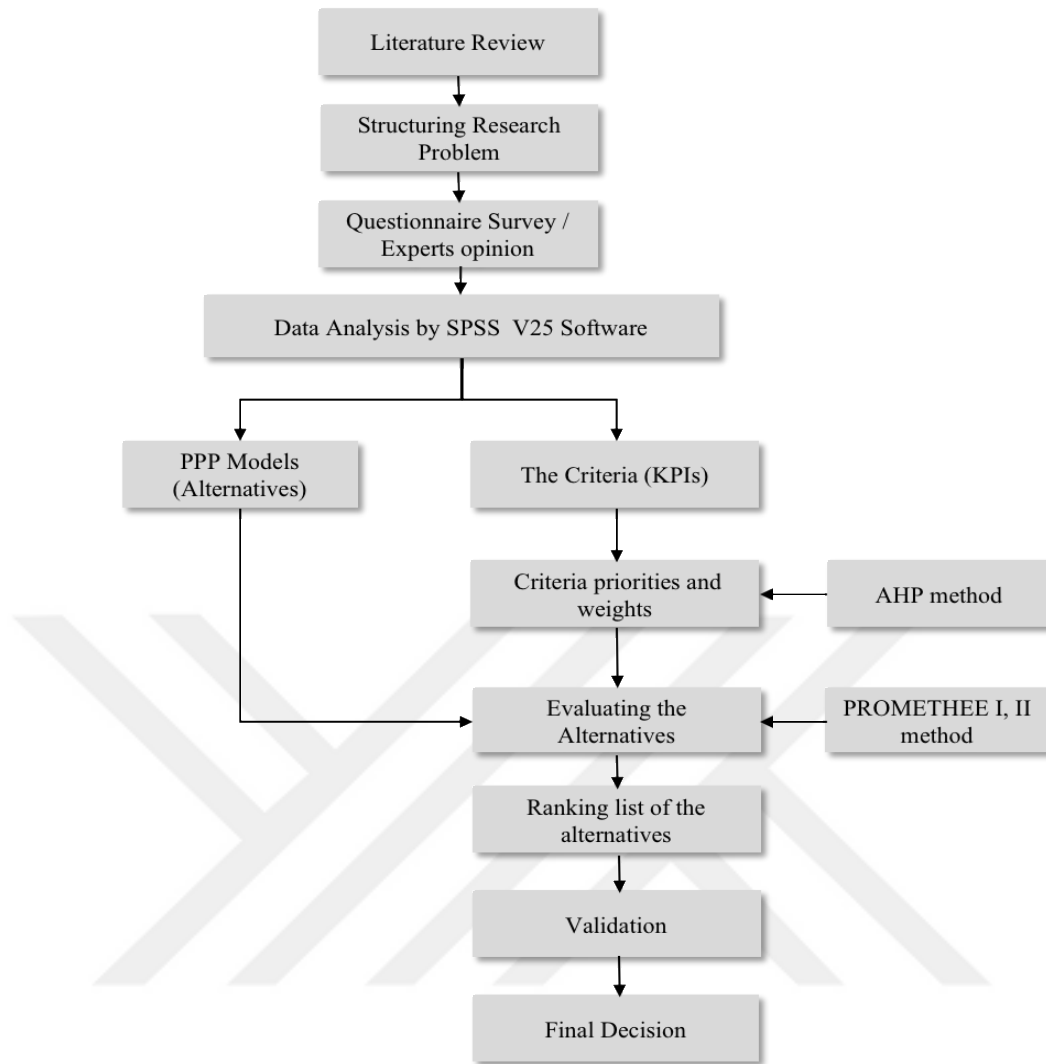 Literature Review
Structuring Research
Problem
Questionnaire Survey /
Experts opinion
Data Analysis by SPSS V25 Software
PPP Models
(Alternatives)
The Criteria (KPIs)
Criteria priorities and
weights
AHP method
Evaluating the
Alternatives
PROMETHEE I, II
method
Ranking list of the
alternatives
Validation
Final Decision